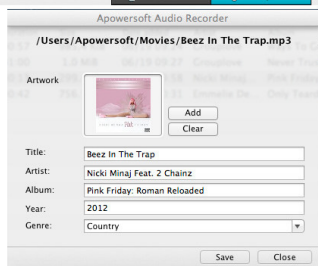 Apowersoft Audio Recorder
/Users/Apowersoft/Movies/Beez In The Trap.mp3
Artwork
Add
Clear
Title: Beez In The Trap
Artist: Nicki Minaj Feat. 2 Chainz
Album: Pink Friday: Roman Reloaded
Year: 2012
Genre: Country
Save Close